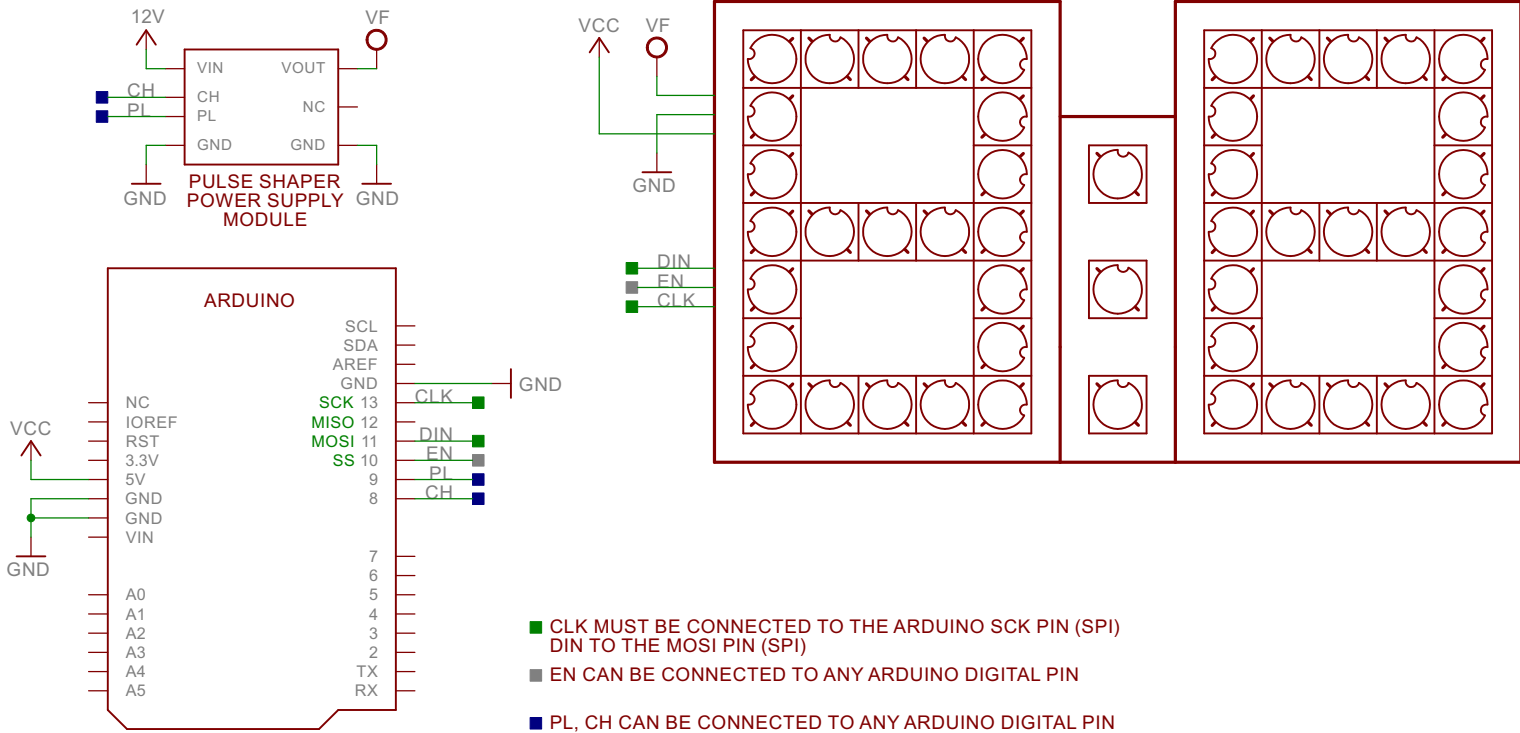 12V
VF
VIN
VOUT
CH
CH
NC
PL
PL
GND
GND
GND
GND
PULSE SHAPER
POWER SUPPLY
MODULE
VCC
VF
GND
DIN
EN
CLK
ARDUINO
SCL
SDA
AREF
GND
GND
NC
SCK 13
CLK
IOREF
MISO 12
VCC
RST
MOSI 11
DIN
3.3V
SS 10
EN
5V
9
PL
GND
8
CH
GND
VIN
GND
7
6
A0
5
A1
4
A2
3
A3
2
A4
TX
A5
RX
CLK MUST BE CONNECTED TO THE ARDUINO SCK PIN (SPI)
DIN TO THE MOSI PIN (SPI)
EN CAN BE CONNECTED TO ANY ARDUINO DIGITAL PIN
PL, CH CAN BE CONNECTED TO ANY ARDUINO DIGITAL PIN